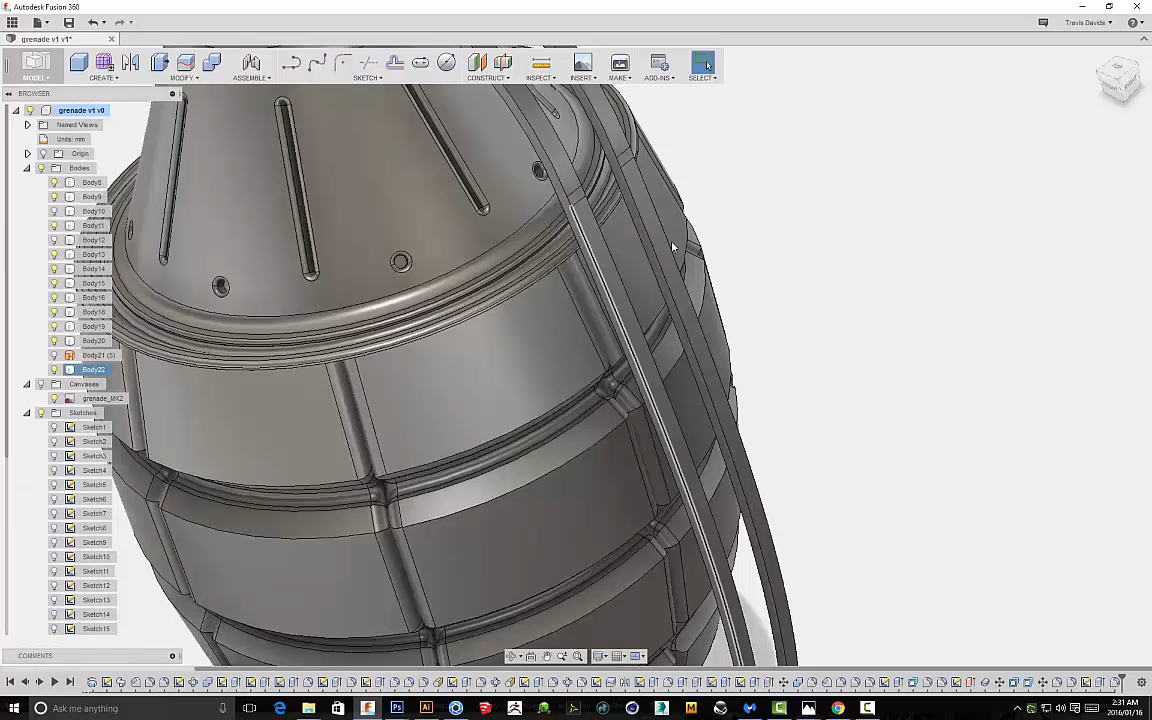 Autodesk Fusion 360
Travis Davids
grenade v1 v1*
MODEL
CREATE
MODIFY
ASSEMBLE
SKETCH
CONSTRUCT
INSPECT
INSERT
MAKE
ADD-INS
SELECT
BROWSER
grenade v1 v0
Named Views
Units: mm
Origin
Bodies
Body8
Body9
Body10
Body11
Body12
Body13
Body14
Body15
Body16
Body18
Body19
Body20
Body21 (5)
Body22
Canvases
grenade_MK2
Sketches
Sketch1
Sketch2
Sketch3
Sketch4
Sketch5
Sketch6
Sketch7
Sketch8
Sketch9
Sketch10
Sketch11
Sketch12
Sketch13
Sketch14
Sketch15
COMMENTS
Ask me anything
2:31 AM
2016/01/16